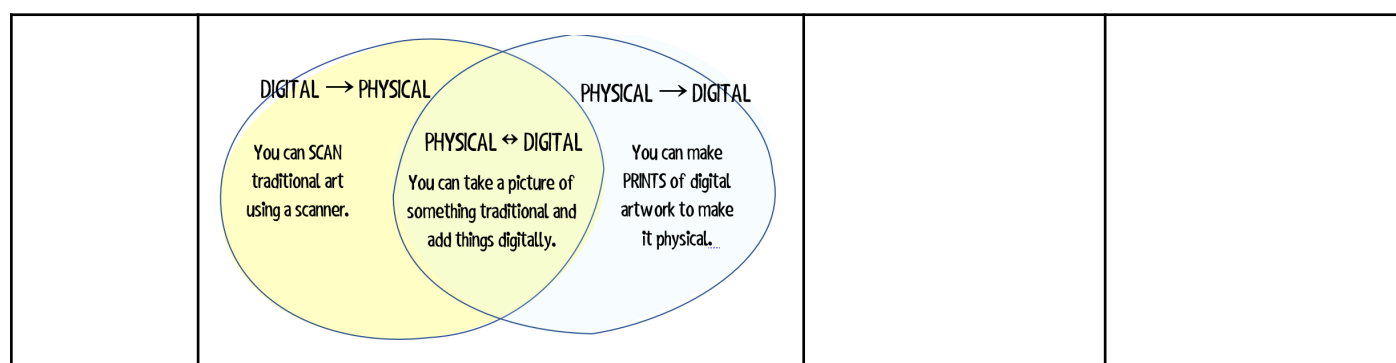 DIGITAL → PHYSICAL
You can SCAN
traditional art
using a scanner.
PHYSICAL ↔ DIGITAL
You can take a picture of
something traditional and
add things digitally.
PHYSICAL → DIGITAL
You can make
PRINTS of digital
artwork to make
it physical.